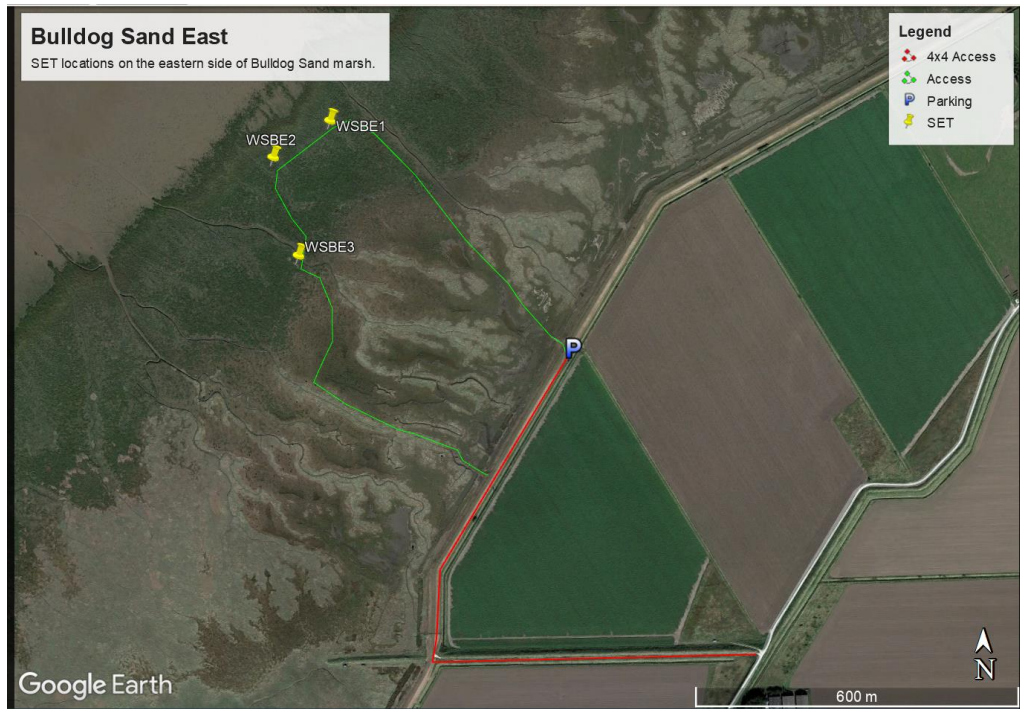 Bulldog Sand East
SET locations on the eastern side of Bulldog Sand marsh.
Legend
4x4 Access
Access
P Parking
SET
WSBE1
WSBE2
WSBE3
P
N
Google Earth
600 m